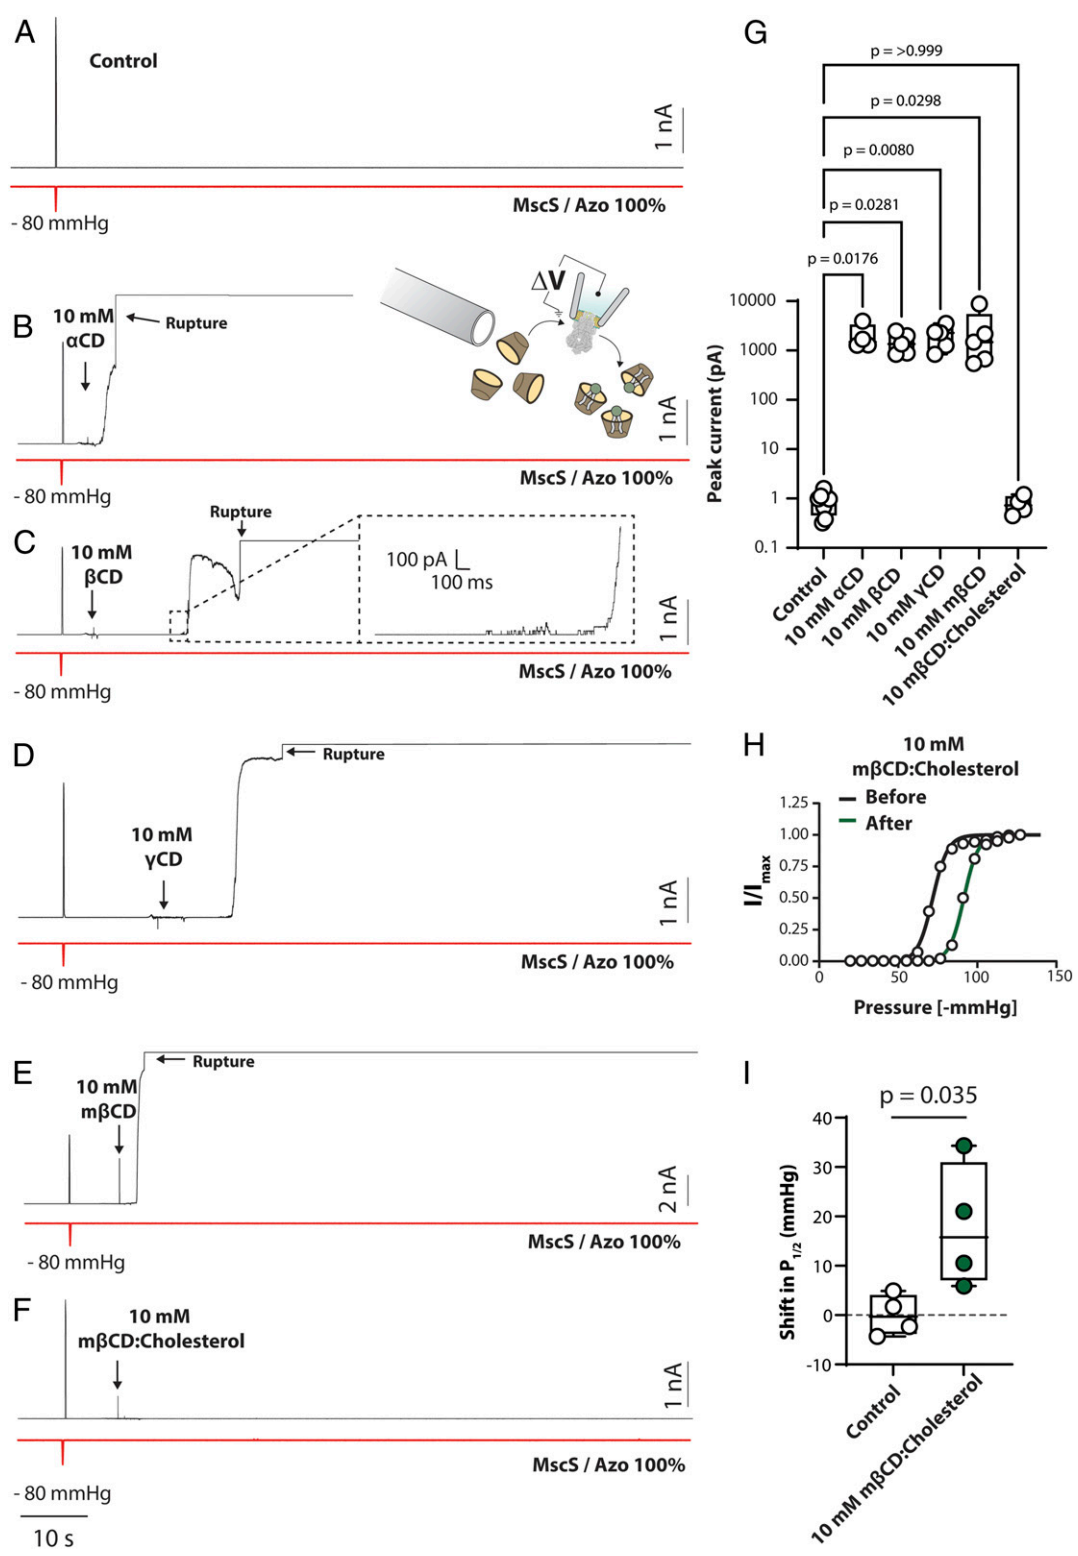 A
Control
1 nA
MscS / Azo 100%
- 80 mmHg
B
10 mM
αCD
Rupture
ΔV
1 nA
MscS / Azo 100%
- 80 mmHg
C
10 mM
βCD
Rupture
100 pA
100 ms
1 nA
MscS / Azo 100%
- 80 mmHg
D
10 mM
γCD
Rupture
1 nA
MscS / Azo 100%
- 80 mmHg
E
10 mM
mβCD
Rupture
2 nA
MscS / Azo 100%
- 80 mmHg
F
10 mM
mβCD:Cholesterol
1 nA
MscS / Azo 100%
- 80 mmHg
10 s
G
p = >0.999
p = 0.0298
p = 0.0080
p = 0.0281
p = 0.0176
Peak current (pA)
10000
1000
100
10
1
0.1
Control
10 mM αCD
10 mM βCD
10 mM γCD
10 mM mβCD
10 mβCD:Cholesterol
H
10 mM
mβCD:Cholesterol
Before
After
I/Imax
1.25
1.00
0.75
0.50
0.25
0.00
0
50
100
150
Pressure [-mmHg]
I
p = 0.035
Shift in P1/2 (mmHg)
40
30
20
10
0
-10
Control
10 mM mβCD:Cholesterol